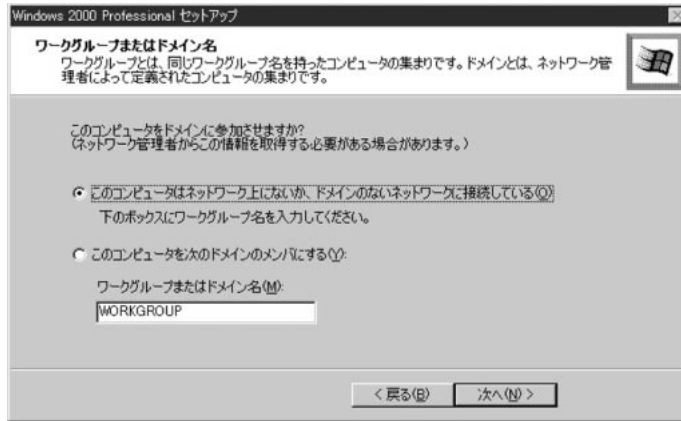 Windows 2000 Professional セットアップ
ワークグループまたはドメイン名
ワークグループとは、同じワークグループ名を持ったコンピュータの集まりです。ドメインとは、ネットワーク管
理者によって定義されたコンピュータの集まりです。
このコンピュータをドメインに参加させますか?
(ネットワーク管理者からこの情報を取得する必要がある場合があります。)
このコンピュータはネットワーク上にないか、ドメインのないネットワークに接続している(O)
下のボックスにワークグループ名を入力してください。
このコンピュータを次のドメインのメンバにする(Y):
ワークグループまたはドメイン名(M):
WORKGROUP
< 戻る(B) 次へ(N) >